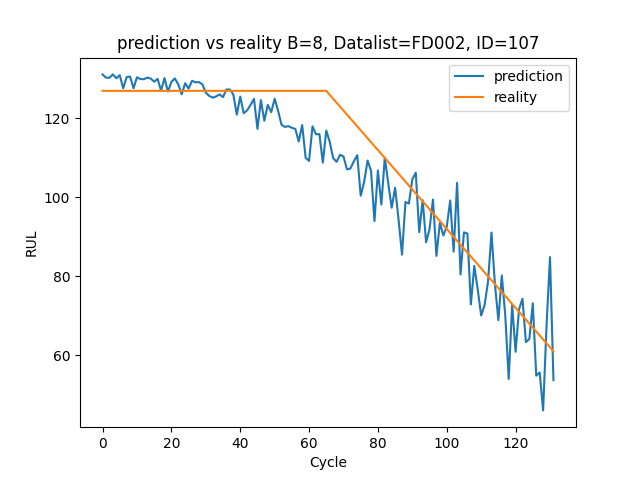 prediction vs reality B=8, Datalist=FD002, ID=107
prediction
reality
RUL
120
100
80
60
0 20 40 60 80 100 120
Cycle